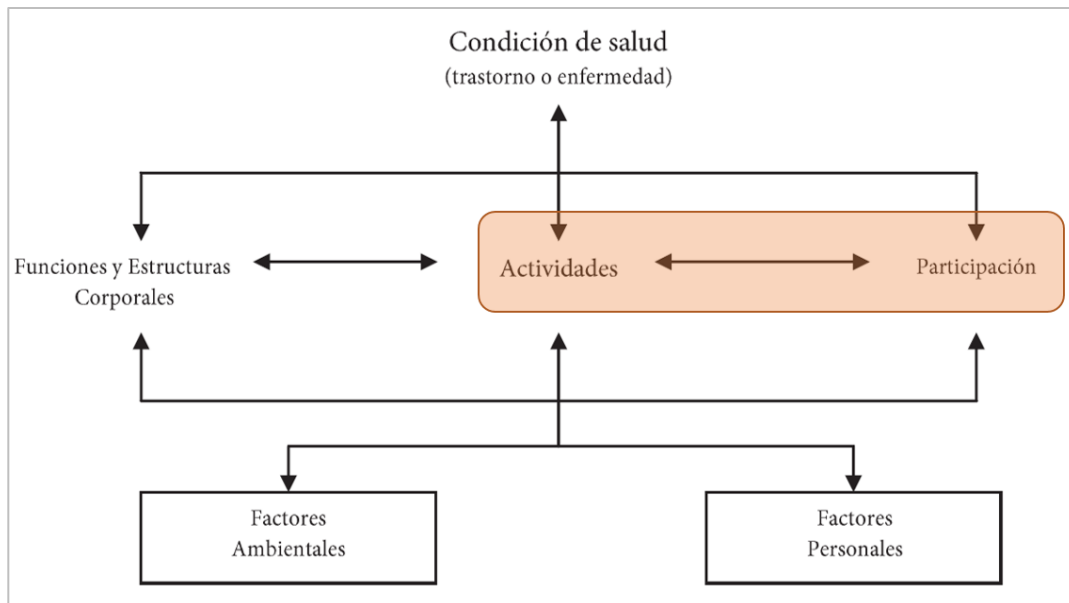 Condición de salud
(trastorno o enfermedad)
Funciones y Estructuras
Corporales
Actividades
Participación
Factores
Ambientales
Factores
Personales